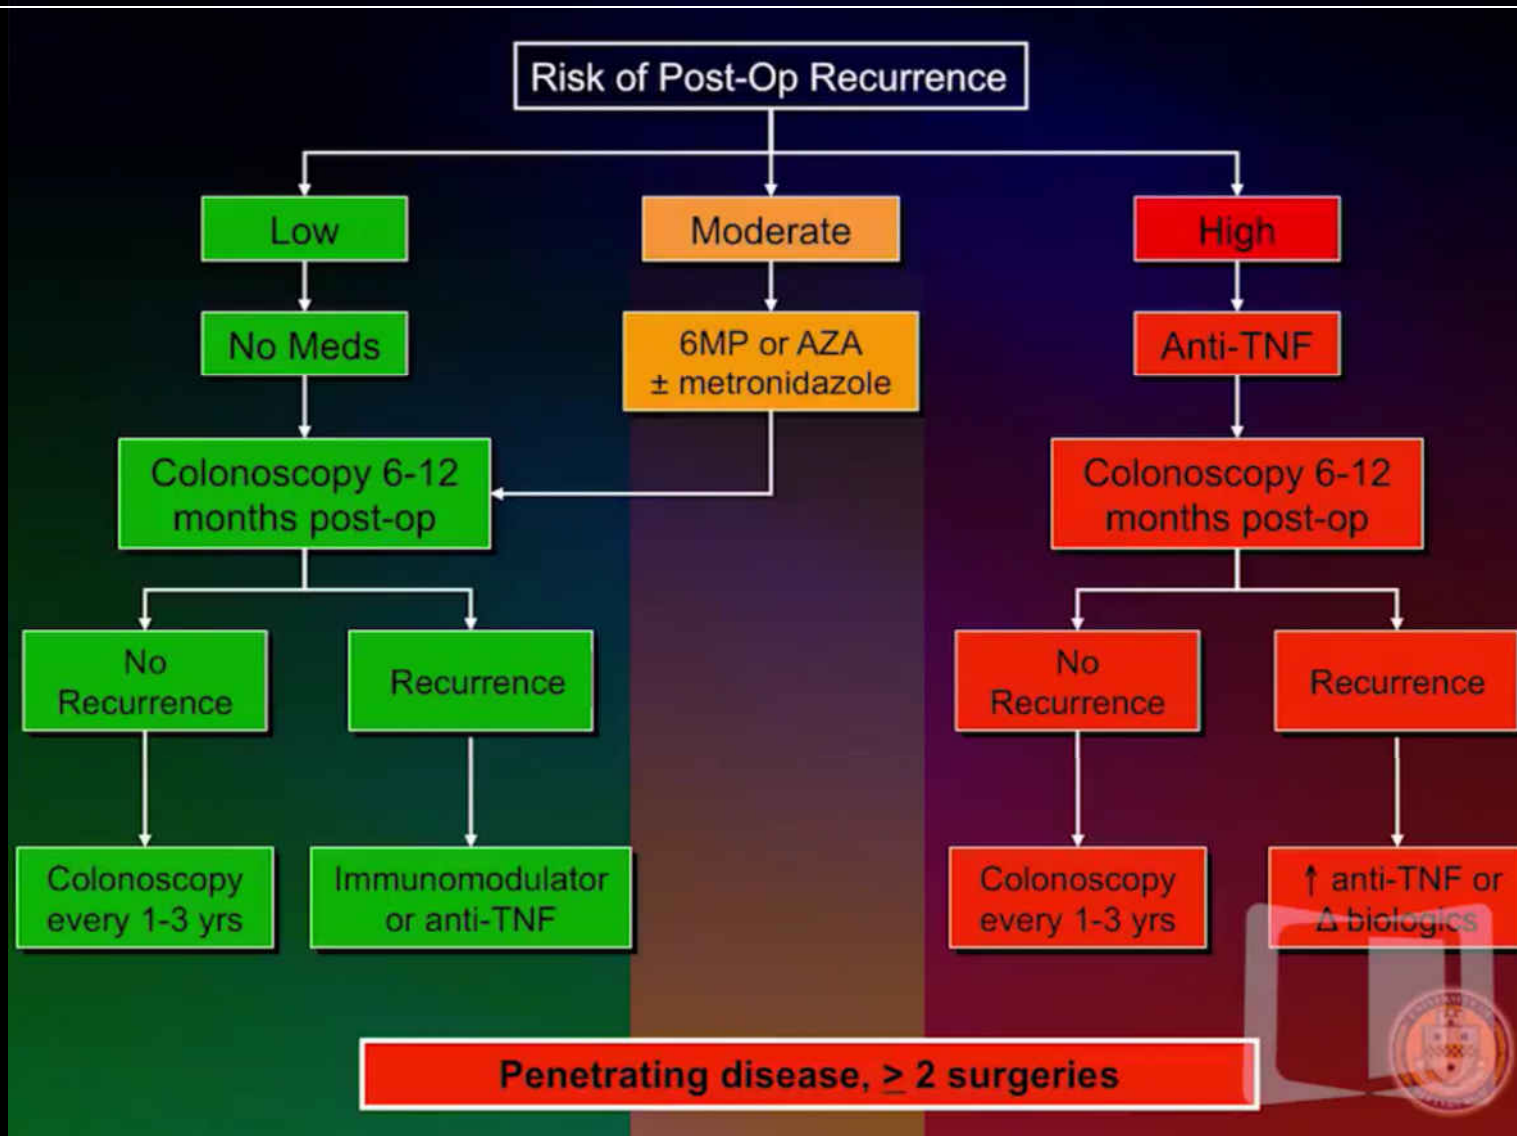 Risk of Post-Op Recurrence
Low
Moderate
High
No Meds
6MP or AZA
± metronidazole
Anti-TNF
Colonoscopy 6-12
months post-op
Colonoscopy 6-12
months post-op
No
Recurrence
Recurrence
No
Recurrence
Recurrence
Colonoscopy
every 1-3 yrs
Immunomodulator
or anti-TNF
Colonoscopy
every 1-3 yrs
↑ anti-TNF or
Δ biologics
Penetrating disease, ≥ 2 surgeries